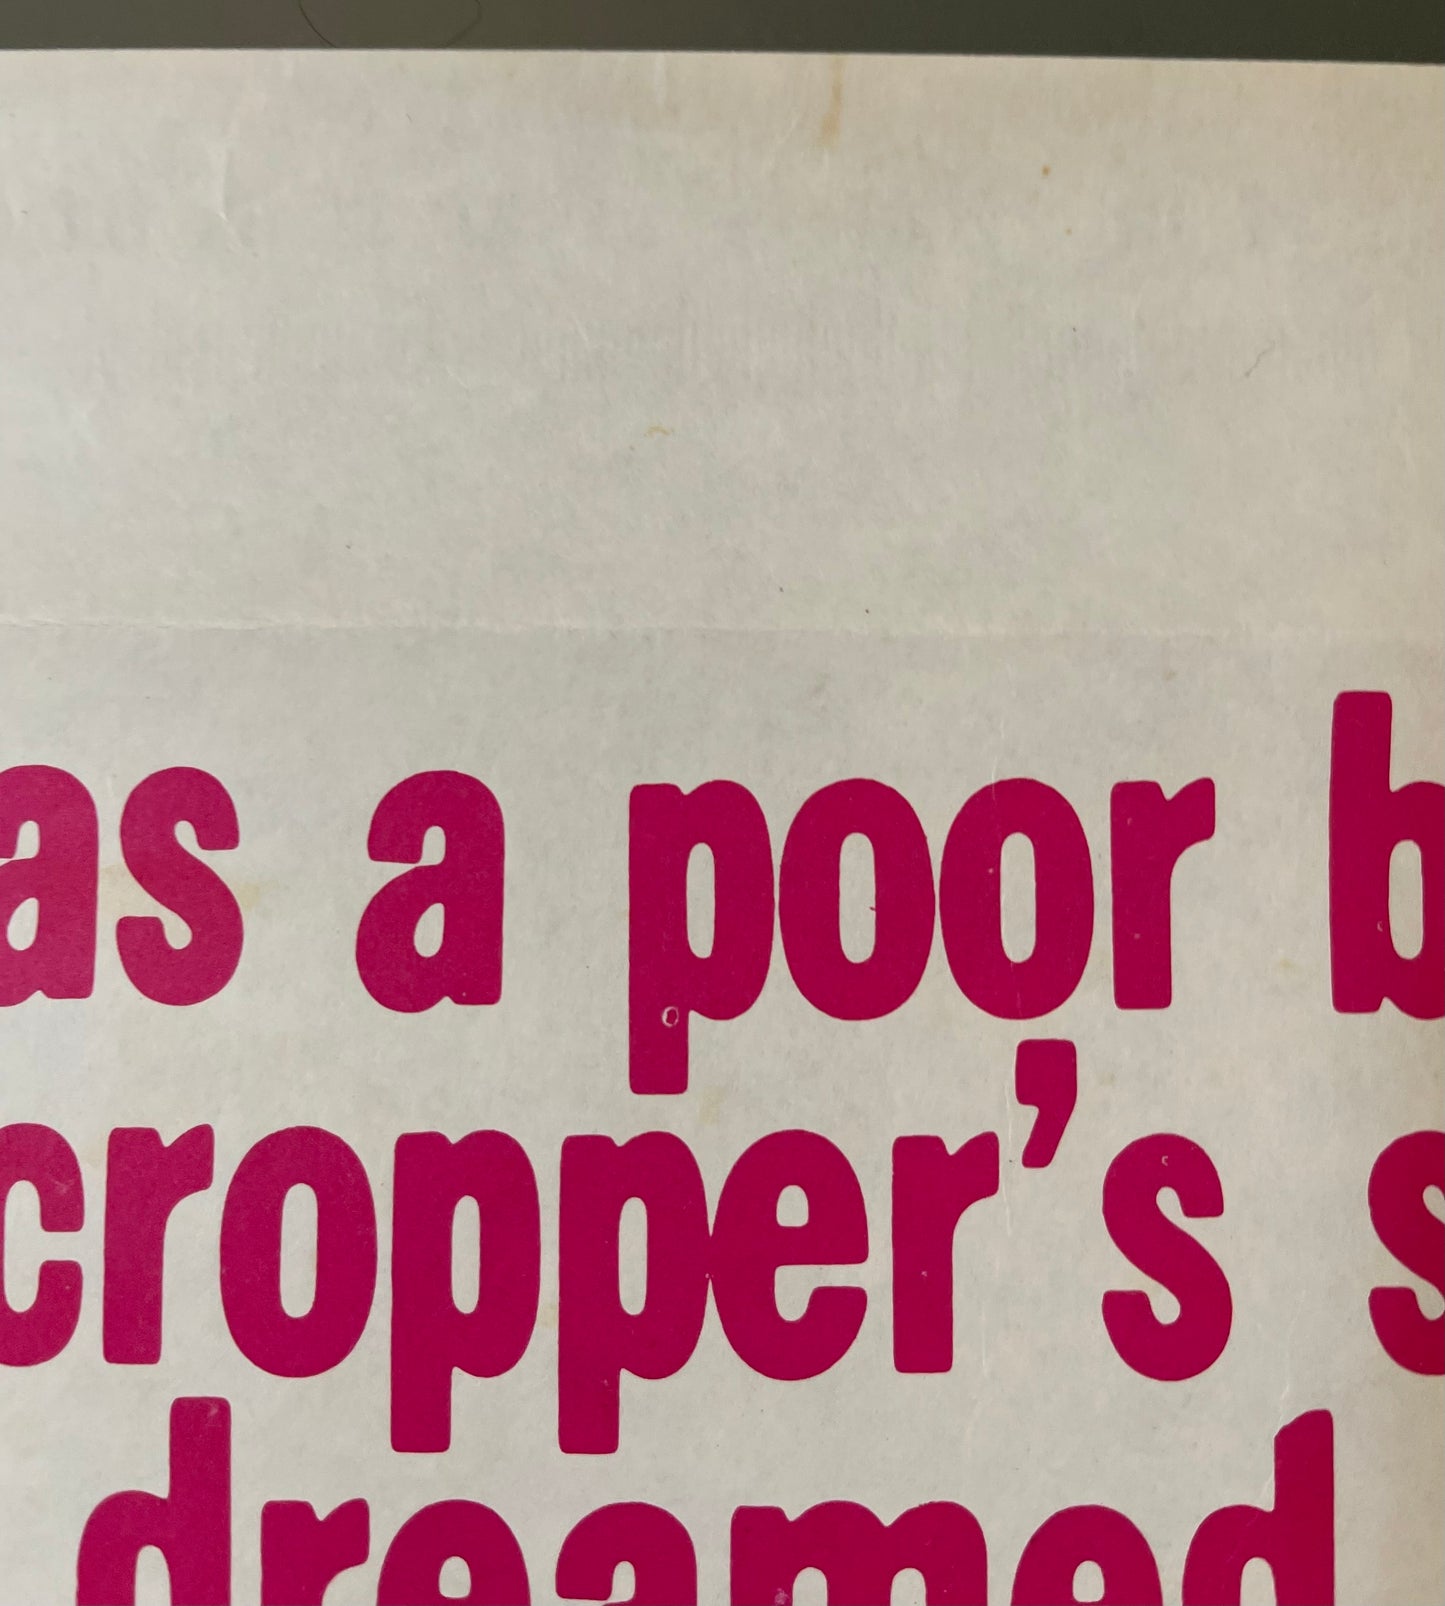 as a poor b
cropper's s
dreamed